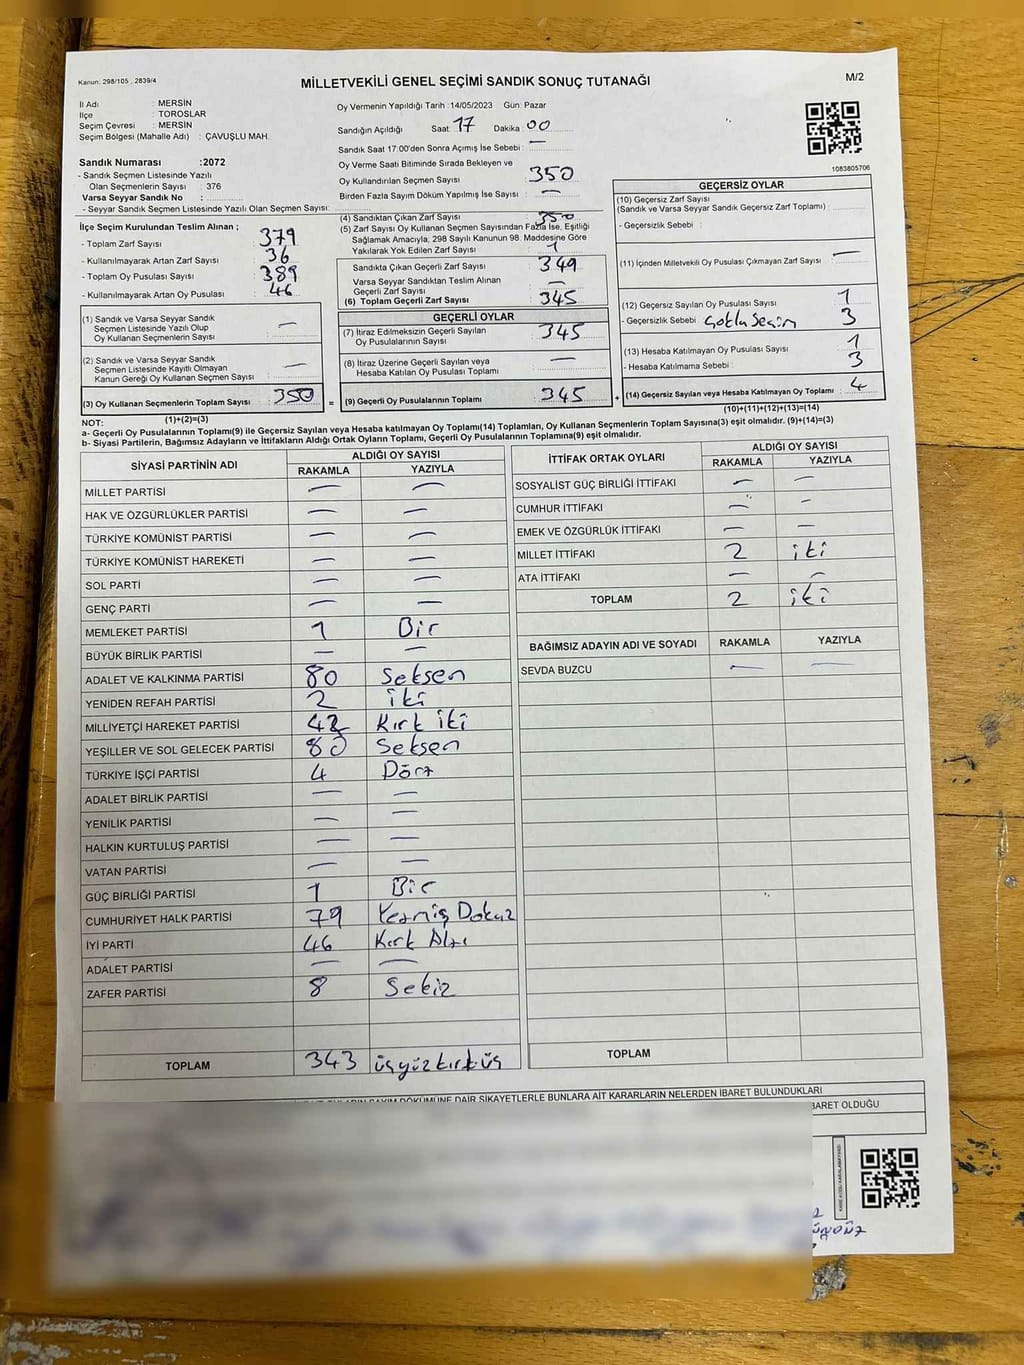 Kanun: 298/105 , 2839/4
MİLLETVEKİLİ GENEL SEÇİMİ SANDIK SONUÇ TUTANAĞI
M/2
İl Adı : MERSİN
İlçe : TOROSLAR
Seçim Çevresi : MERSİN
Seçim Bölgesi (Mahalle Adı) : ÇAVUŞLU MAH.
Oy Vermenin Yapıldığı Tarih :14/05/2023 Gün: Pazar
Sandığın Açıldığı Saat: 17 Dakika : 00
Sandık Saat 17:00'den Sonra Açılmış İse Sebebi : —
Sandık Numarası :2072
- Sandık Seçmen Listesinde Yazılı
Olan Seçmenlerin Sayısı : 376
Varsa Seyyar Sandık No :
- Seyyar Sandık Seçmen Listesinde Yazılı Olan Seçmen Sayısı:
Oy Verme Saati Bitiminde Sırada Bekleyen ve
Oy Kullandırılan Seçmen Sayısı : 350
Birden Fazla Sayım Döküm Yapılmış İse Sayısı : —
1083805706
İlçe Seçim Kurulundan Teslim Alınan ;
- Toplam Zarf Sayısı : 379
- Kullanılmayarak Artan Zarf Sayısı : 36
- Toplam Oy Pusulası Sayısı : 389
- Kullanılmayarak Artan Oy Pusulası : 46
(1) Sandık ve Varsa Seyyar Sandık
Seçmen Listesinde Yazılı Olup
Oy Kullanan Seçmenlerin Sayısı : —
(2) Sandık ve Varsa Seyyar Sandık
Seçmen Listesinde Kayıtlı Olmayan
Kanun Gereği Oy Kullanan Seçmen Sayısı : —
(3) Oy Kullanan Seçmenlerin Toplam Sayısı : 350
(1)+(2)=(3)
(4) Sandıktan Çıkan Zarf Sayısı : 350
(5) Zarf Sayısı Oy Kullanan Seçmen Sayısından Fazla İse, Eşitliği
Sağlamak Amacıyla, 298 Sayılı Kanunun 98. Maddesine Göre
Yakılarak Yok Edilen Zarf Sayısı : 1
Sandıkta Çıkan Geçerli Zarf Sayısı : 349
Varsa Seyyar Sandıktan Teslim Alınan
Geçerli Zarf Sayısı : —
(6) Toplam Geçerli Zarf Sayısı : 345
GEÇERLİ OYLAR
(7) İtiraz Edilmeksizin Geçerli Sayılan
Oy Pusulalarının Sayısı : 345
(8) İtiraz Üzerine Geçerli Sayılan veya
Hesaba Katılan Oy Pusulası Toplamı : —
= (9) Geçerli Oy Pusulalarının Toplamı : 345
GEÇERSİZ OYLAR
(10) Geçersiz Zarf Sayısı
(Sandık ve Varsa Seyyar Sandık Geçersiz Zarf Toplamı) :
- Geçersizlik Sebebi :
(11) İçinden Milletvekili Oy Pusulası Çıkmayan Zarf Sayısı : —
(12) Geçersiz Sayılan Oy Pusulası Sayısı : 1
- Geçersizlik Sebebi : Çoklu Seçim 3
(13) Hesaba Katılmayan Oy Pusulası Sayısı : 1
- Hesaba Katılmama Sebebi : 3
+ (14) Geçersiz Sayılan veya Hesaba Katılmayan Oy Toplamı : 4
(10)+(11)+(12)+(13)=(14)
NOT:
a- Geçerli Oy Pusulalarının Toplamı(9) ile Geçersiz Sayılan veya Hesaba Katılmayan Oy Toplamı(14) Toplamları, Oy Kullanan Seçmenlerin Toplam Sayısına(3) eşit olmalıdır. (9)+(14)=(3)
b- Siyasi Partilerin, Bağımsız Adayların ve İttifakların Aldığı Ortak Oyların Toplamı, Geçerli Oy Pusulalarının Toplamına(9) eşit olmalıdır.
SİYASİ PARTİNİN ADI ALDIĞI OY SAYISI
RAKAMLA YAZIYLA
MİLLET PARTİSİ — —
HAK VE ÖZGÜRLÜKLER PARTİSİ — —
TÜRKİYE KOMÜNİST PARTİSİ — —
TÜRKİYE KOMÜNİST HAREKETİ — —
SOL PARTİ — —
GENÇ PARTİ — —
MEMLEKET PARTİSİ 1 Bir
BÜYÜK BİRLİK PARTİSİ — —
ADALET VE KALKINMA PARTİSİ 80 Seksen
YENİDEN REFAH PARTİSİ 2 iki
MİLLİYETÇİ HAREKET PARTİSİ 42 Kırk iki
YEŞİLLER VE SOL GELECEK PARTİSİ 80 Seksen
TÜRKİYE İŞÇİ PARTİSİ 4 Dört
ADALET BİRLİK PARTİSİ — —
YENİLİK PARTİSİ — —
HALKIN KURTULUŞ PARTİSİ — —
VATAN PARTİSİ — —
GÜÇ BİRLİĞİ PARTİSİ 1 Bir
CUMHURİYET HALK PARTİSİ 79 Yetmiş Dokuz
İYİ PARTİ 46 Kırk Altı
ADALET PARTİSİ — —
ZAFER PARTİSİ 8 Sekiz
TOPLAM 343 üçyüzkırküç
İTTİFAK ORTAK OYLARI ALDIĞI OY SAYISI
RAKAMLA YAZIYLA
SOSYALİST GÜÇ BİRLİĞİ İTTİFAKI — —
CUMHUR İTTİFAKI — —
EMEK VE ÖZGÜRLÜK İTTİFAKI — —
MİLLET İTTİFAKI 2 iki
ATA İTTİFAKI — —
TOPLAM 2 iki
BAĞIMSIZ ADAYIN ADI VE SOYADI RAKAMLA YAZIYLA
SEVDA BUZCU — —
TOPLAM
SAYIM DÖKÜMÜNE DAİR ŞİKAYETLERLE BUNLARA AİT KARARLARIN NELERDEN İBARET BULUNDUKLARI
İBARET OLDUĞU